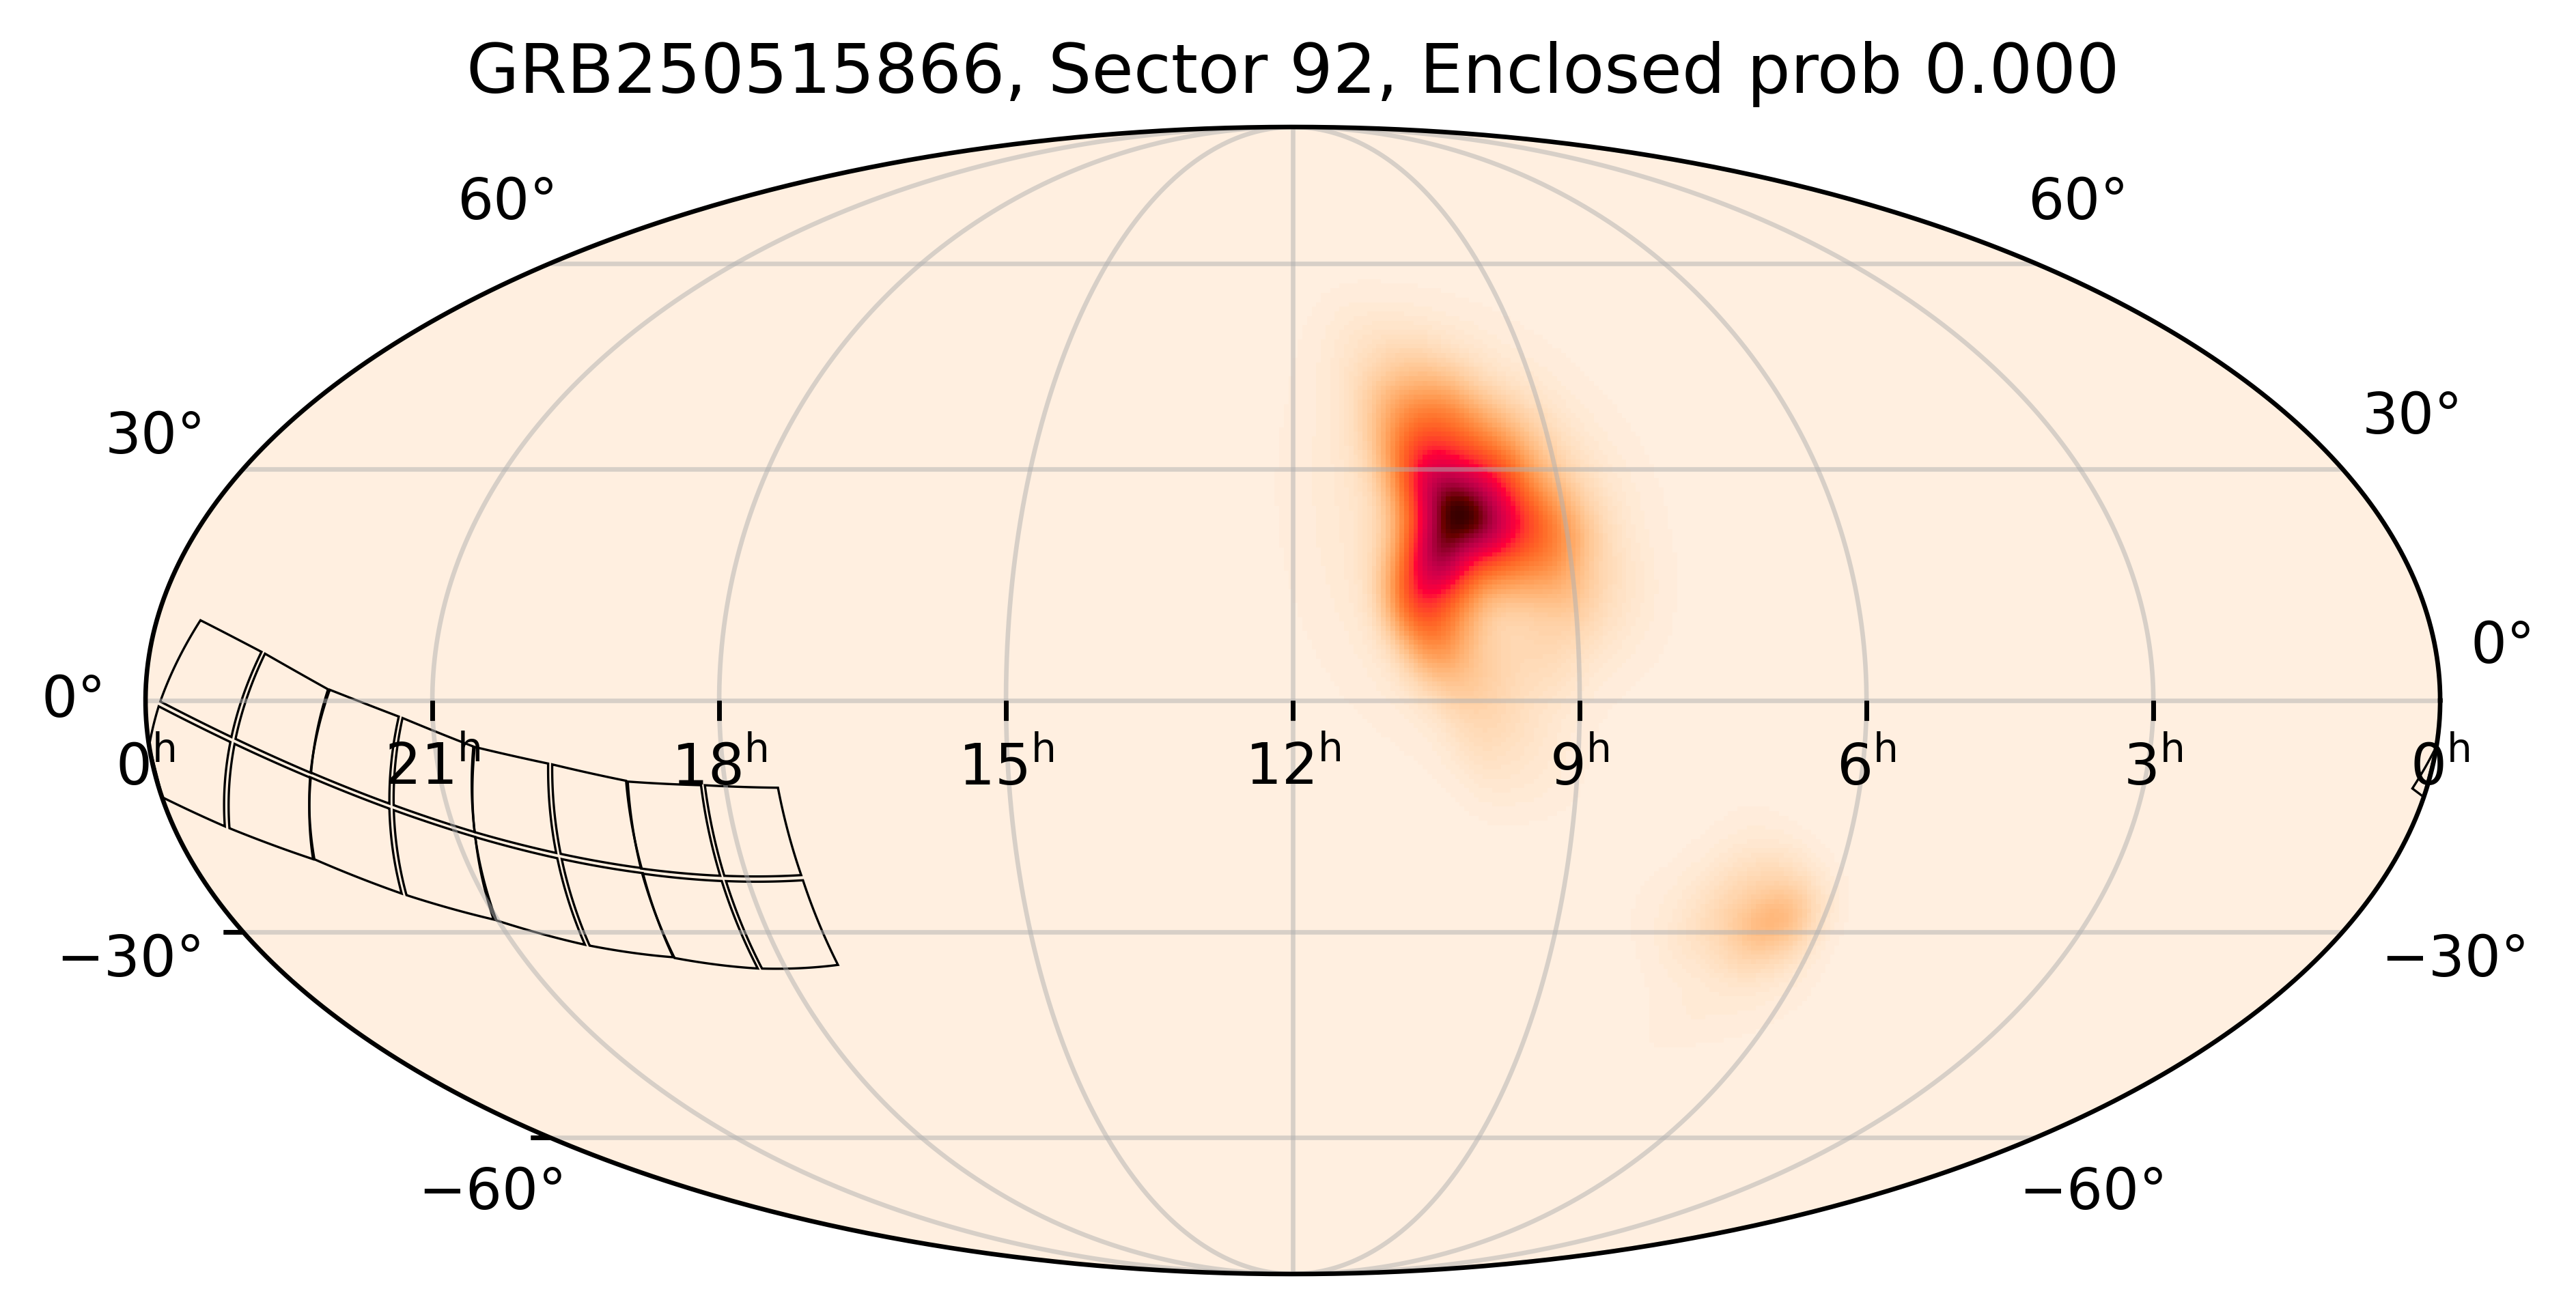 GRB250515866, Sector 92, Enclosed prob 0.000
60° 60°
30° 30°
0° 0°
0ʰ 21ʰ 18ʰ 15ʰ 12ʰ 9ʰ 6ʰ 3ʰ 0ʰ
−30° −30°
−60° −60°